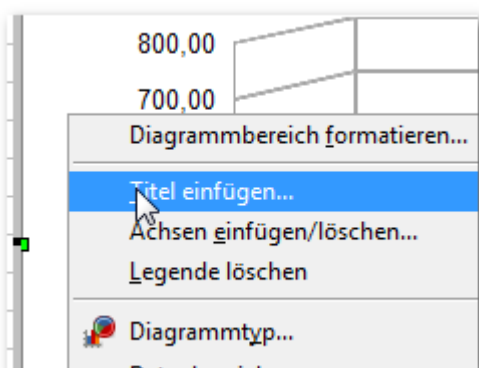 800,00
700,00
Diagrammbereich formatieren...
Titel einfügen...
Achsen einfügen/löschen...
Legende löschen
Diagrammtyp...